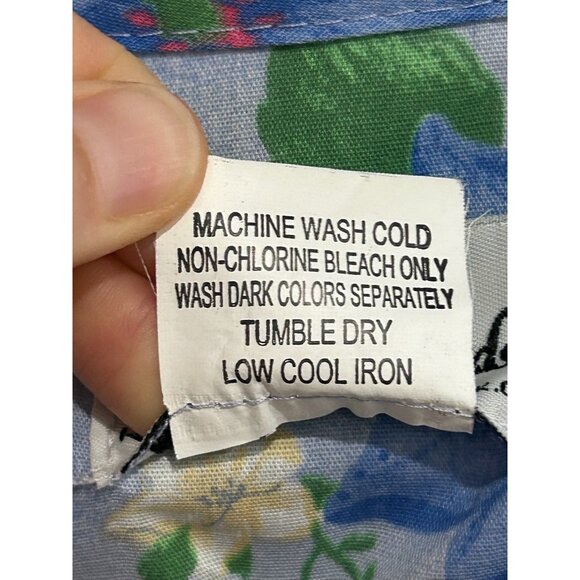 MACHINE WASH COLD
NON-CHLORINE BLEACH ONLY
WASH DARK COLORS SEPARATELY
TUMBLE DRY
LOW COOL IRON